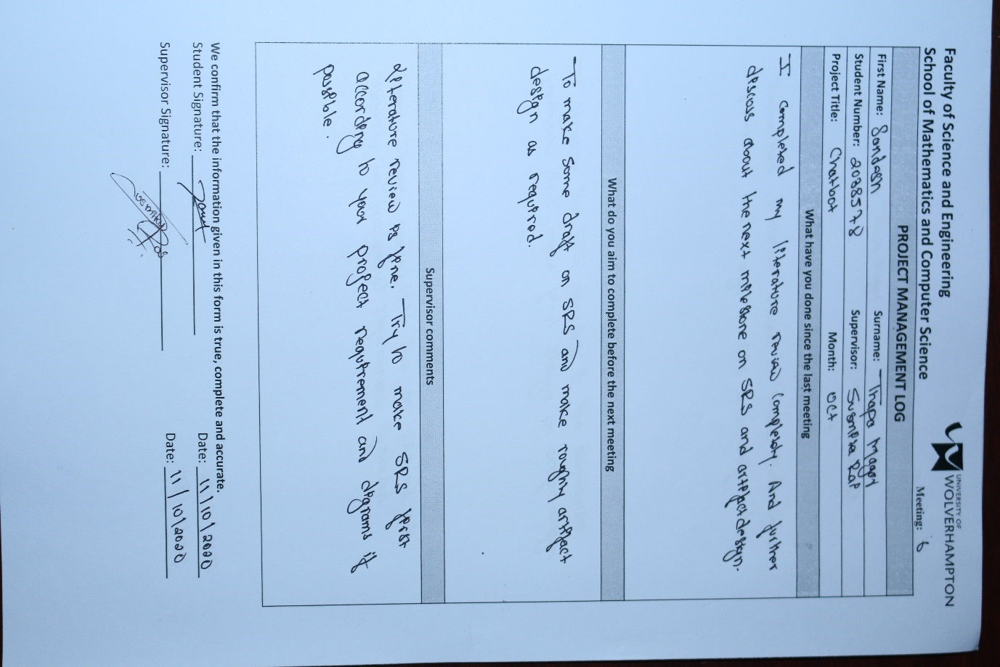 Faculty of Science and Engineering
School of Mathematics and Computer Science
UNIVERSITY OF
WOLVERHAMPTON
Meeting: 6
PROJECT MANAGEMENT LOG
First Name: Sandesh Surname: Thapa Magar
Student Number: 2038578 Supervisor: Susmita Rai
Project Title: Chatbot Month: Oct
What have you done since the last meeting
I completed my literature review completely. And further
discuss about the next milestone on SRS and artifact design.
What do you aim to complete before the next meeting
To make some draft on SRS and make roughly artifact
design as required.
Supervisor comments
Literature review is fine. Try to make SRS first
according to your project requirement and digrams if
possible.
We confirm that the information given in this form is true, complete and accurate.
Student Signature: Date: 11/10/2020
Supervisor Signature: Date: 11/10/2020